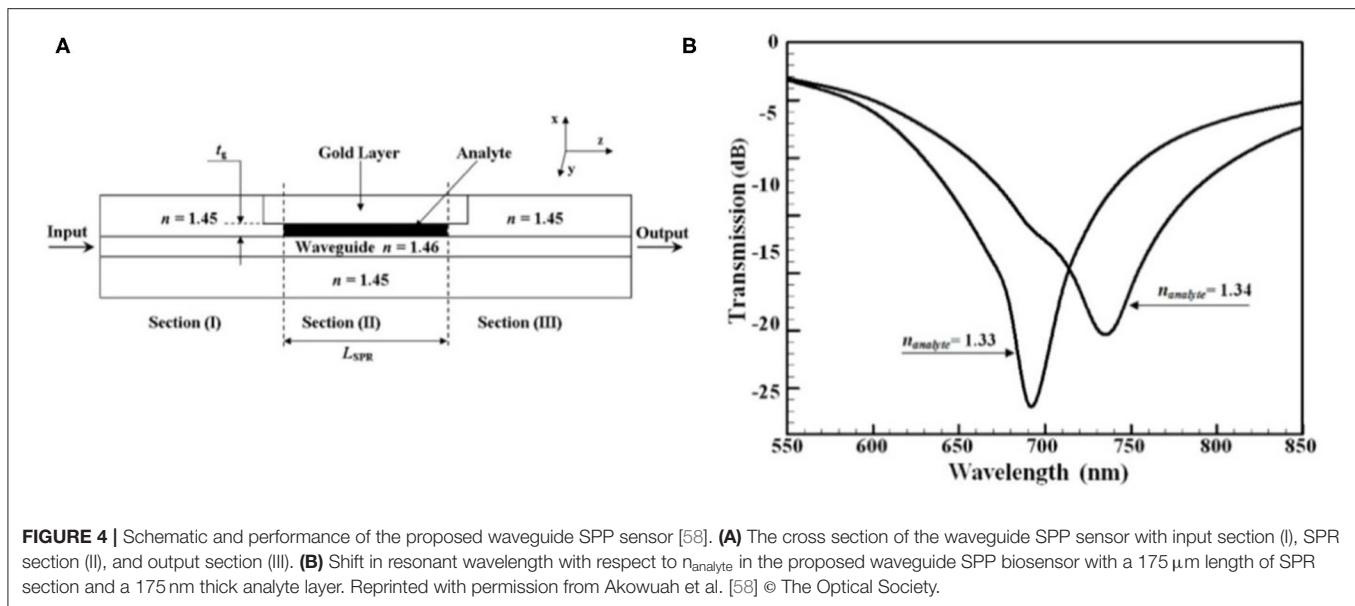 A
x
z
y
t_g
Gold Layer
Analyte
n = 1.45
n = 1.45
Input
Output
Waveguide n = 1.46
n = 1.45
Section (I)
Section (II)
Section (III)
L_SPR
B
Transmission (dB)
0
-5
-10
-15
-20
-25
n_analyte= 1.34
n_analyte= 1.33
550
600
650
700
750
800
850
Wavelength (nm)
FIGURE 4 | Schematic and performance of the proposed waveguide SPP sensor [58]. (A) The cross section of the waveguide SPP sensor with input section (I), SPR
section (II), and output section (III). (B) Shift in resonant wavelength with respect to n_analyte in the proposed waveguide SPP biosensor with a 175 μm length of SPR
section and a 175 nm thick analyte layer. Reprinted with permission from Akowuah et al. [58] © The Optical Society.